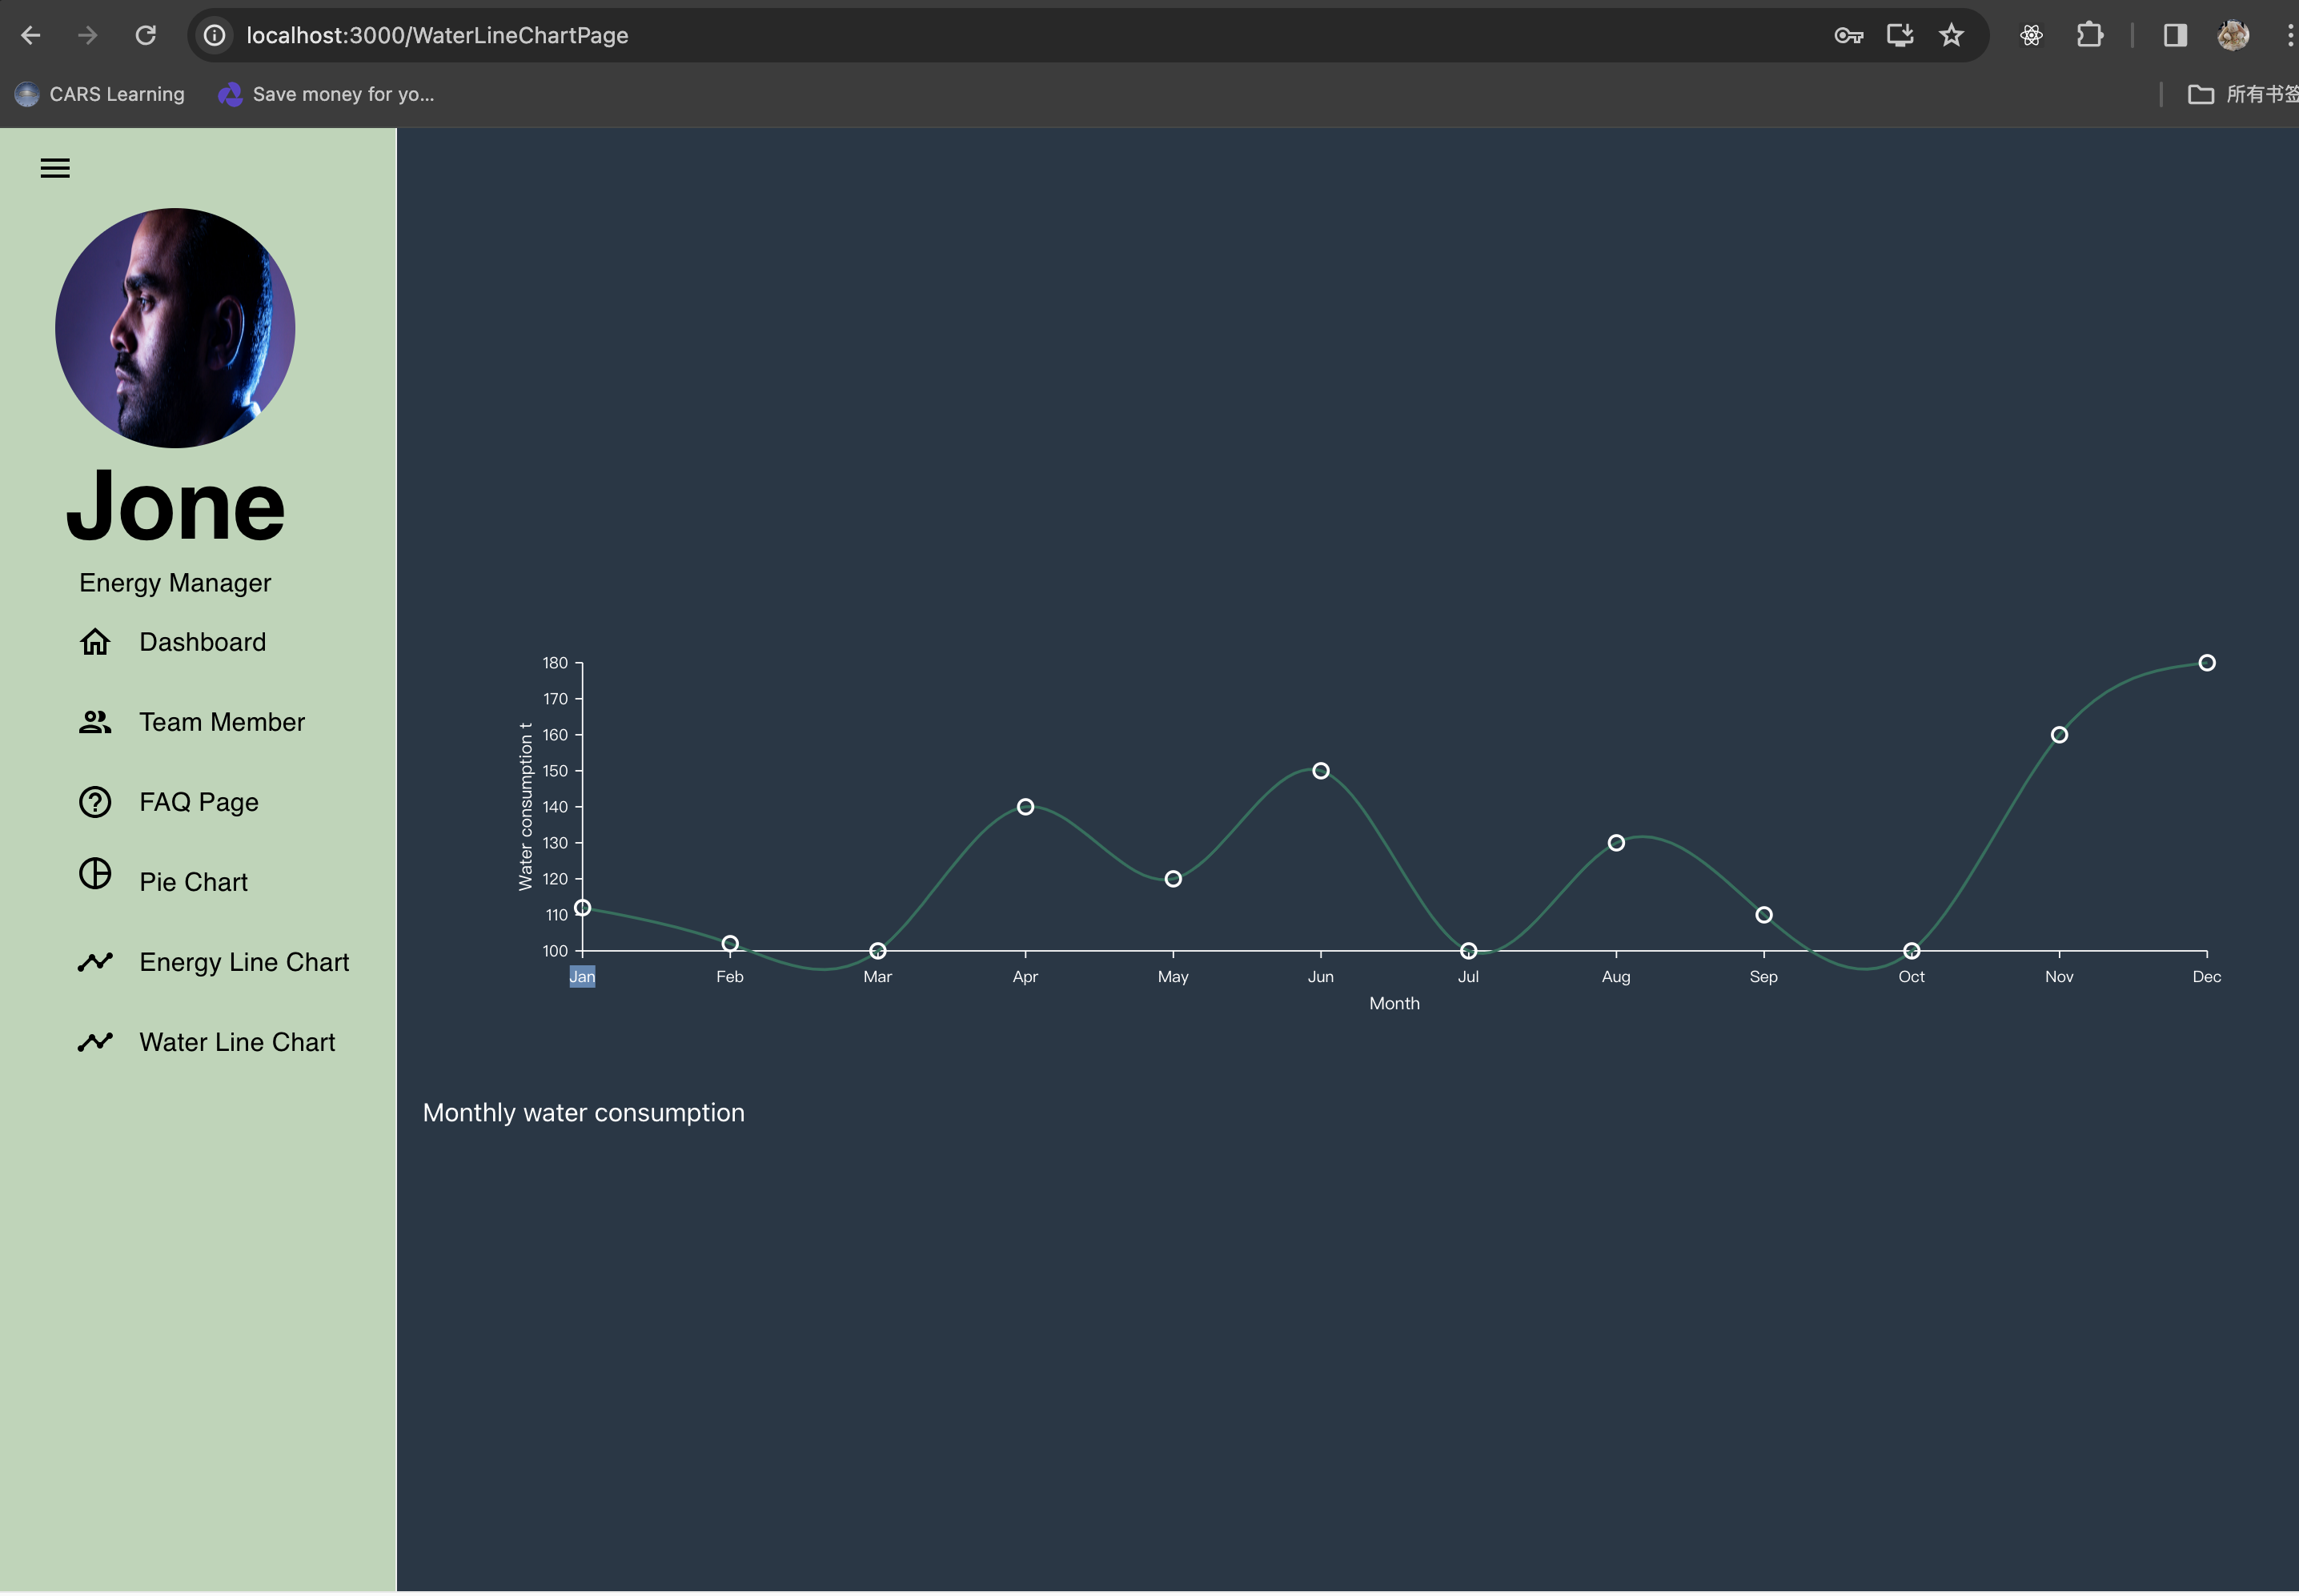 localhost:3000/WaterLineChartPage
CARS Learning
Save money for yo...
所有书签
Jone
Energy Manager
Dashboard
Team Member
FAQ Page
Pie Chart
Energy Line Chart
Water Line Chart
Water consumption t
180
170
160
150
140
130
120
110
100
Jan Feb Mar Apr May Jun Jul Aug Sep Oct Nov Dec
Month
Monthly water consumption